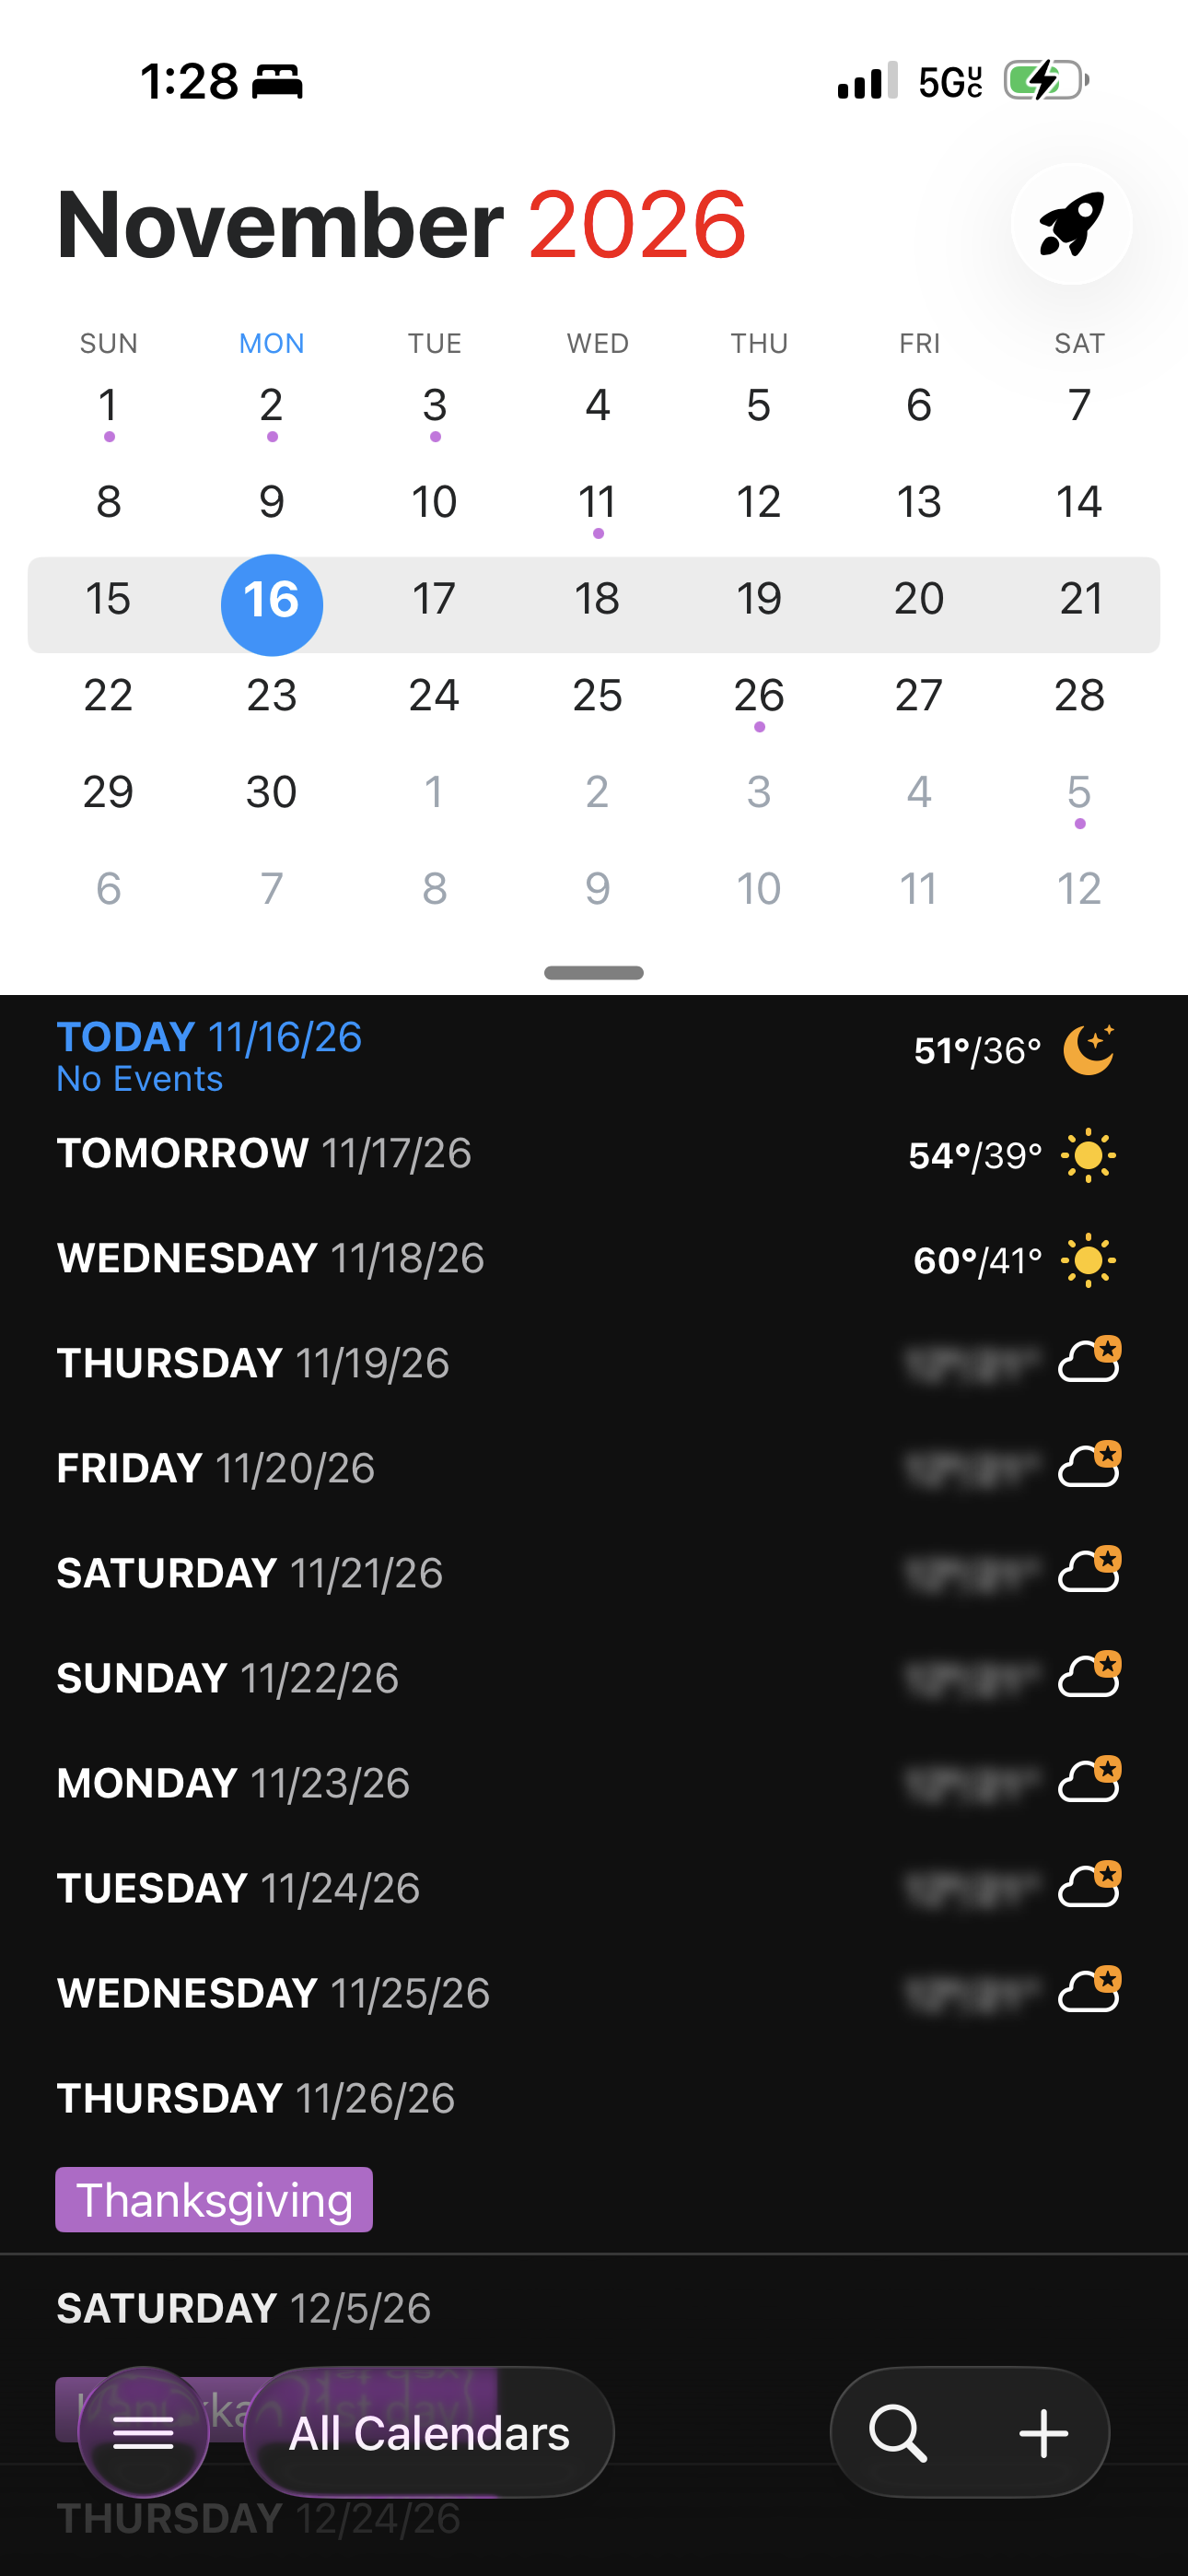 1:28 5G UC
November 2026
SUN MON TUE WED THU FRI SAT
1 2 3 4 5 6 7
8 9 10 11 12 13 14
15 16 17 18 19 20 21
22 23 24 25 26 27 28
29 30 1 2 3 4 5
6 7 8 9 10 11 12
TODAY 11/16/26
No Events
51°/36°
TOMORROW 11/17/26 54°/39°
WEDNESDAY 11/18/26 60°/41°
THURSDAY 11/19/26
FRIDAY 11/20/26
SATURDAY 11/21/26
SUNDAY 11/22/26
MONDAY 11/23/26
TUESDAY 11/24/26
WEDNESDAY 11/25/26
THURSDAY 11/26/26
Thanksgiving
SATURDAY 12/5/26
All Calendars
THURSDAY 12/24/26